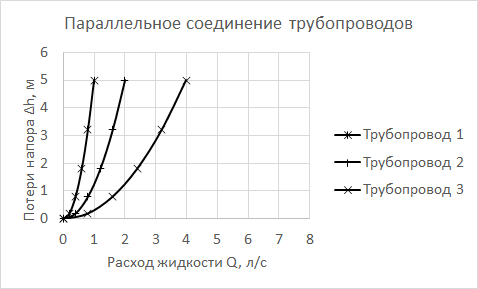 Параллельное соединение трубопроводов
Потери напора Δh, м
6
5
4
3
2
1
0
0 1 2 3 4 5 6 7 8
Расход жидкости Q, л/с
Трубопровод 1
Трубопровод 2
Трубопровод 3